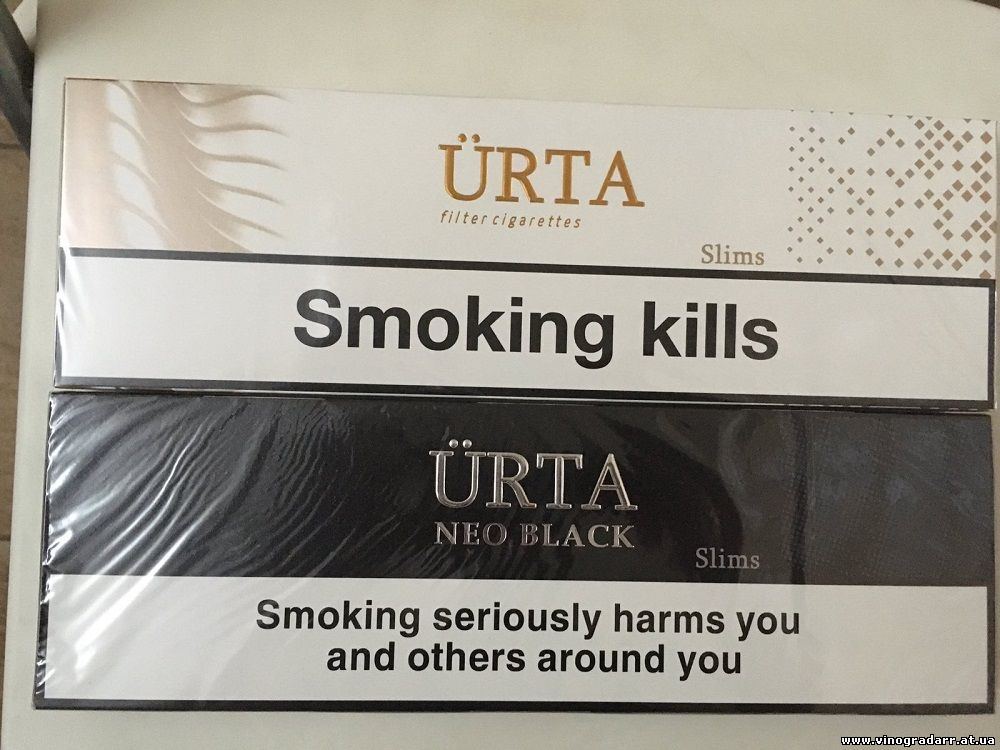 ÜRTA
filter cigarettes
Slims
Smoking kills
ÜRTA
NEO BLACK
Slims
Smoking seriously harms you
and others around you
www.vinogradarr.at.ua